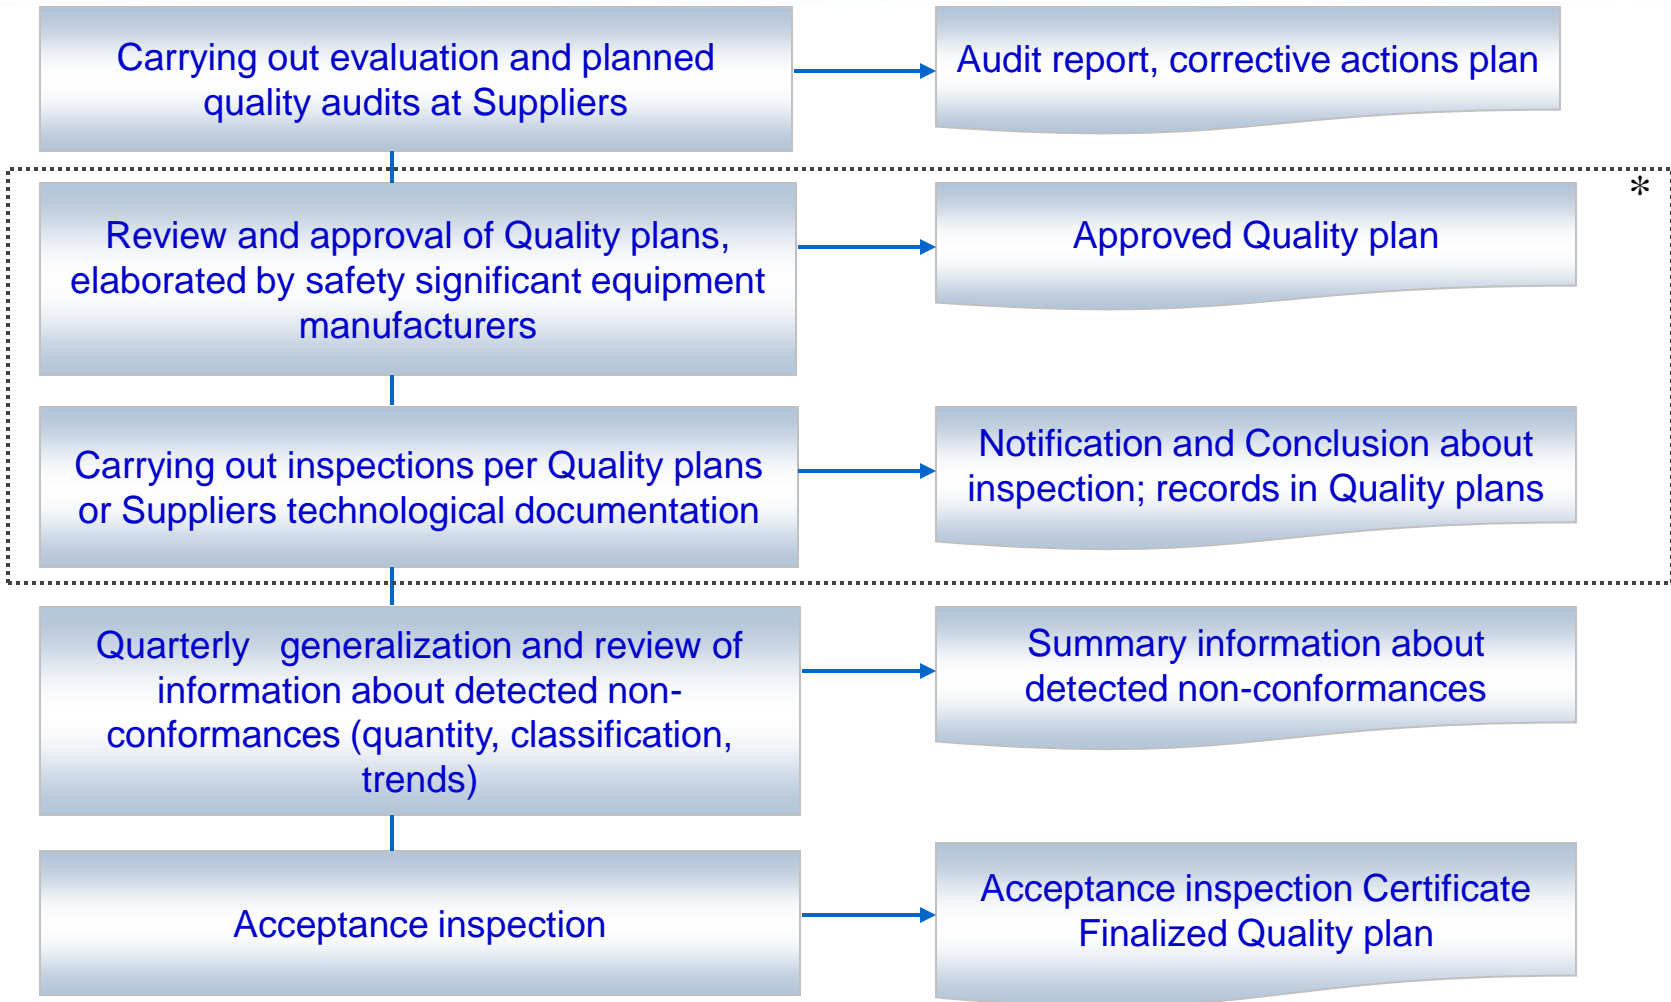 Carrying out evaluation and planned
quality audits at Suppliers
Audit report, corrective actions plan
*
Review and approval of Quality plans,
elaborated by safety significant equipment
manufacturers
Approved Quality plan
Carrying out inspections per Quality plans
or Suppliers technological documentation
Notification and Conclusion about
inspection; records in Quality plans
Quarterly generalization and review of
information about detected non-
conformances (quantity, classification,
trends)
Summary information about
detected non-conformances
Acceptance inspection
Acceptance inspection Certificate
Finalized Quality plan